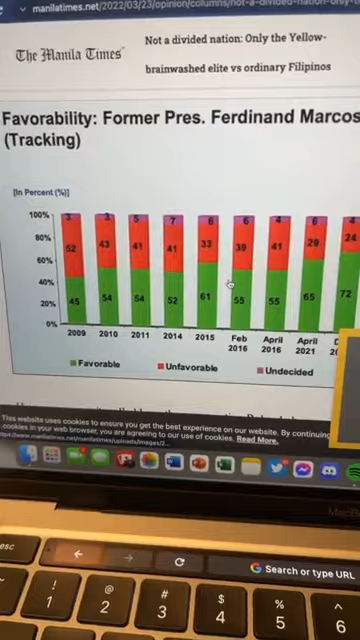 manilatimes.net/2022/03/23/opinion/columns/not-a-divided-nation-only-
The Manila Times
Not a divided nation: Only the Yellow-
brainwashed elite vs ordinary Filipinos
Favorability: Former Pres. Ferdinand Marcos
(Tracking)
[In Percent (%)]
100% 3 3 5 7 6 6 4 6 4
80% 52 43 41 41 33 39 41 29 24
60%
40% 45 54 54 52 61 55 55 65 72
20%
0%
2009 2010 2011 2014 2015 Feb 2016 April 2016 April 2021
Favorable Unfavorable Undecided
This website uses cookies to ensure you get the best experience on our website. By continuing
cookies in your web browser, you are agreeing to our use of cookies. Read More.
MacB
esc
G Search or type URL
! 1 @ 2 # 3 $ 4 % 5 ^ 6